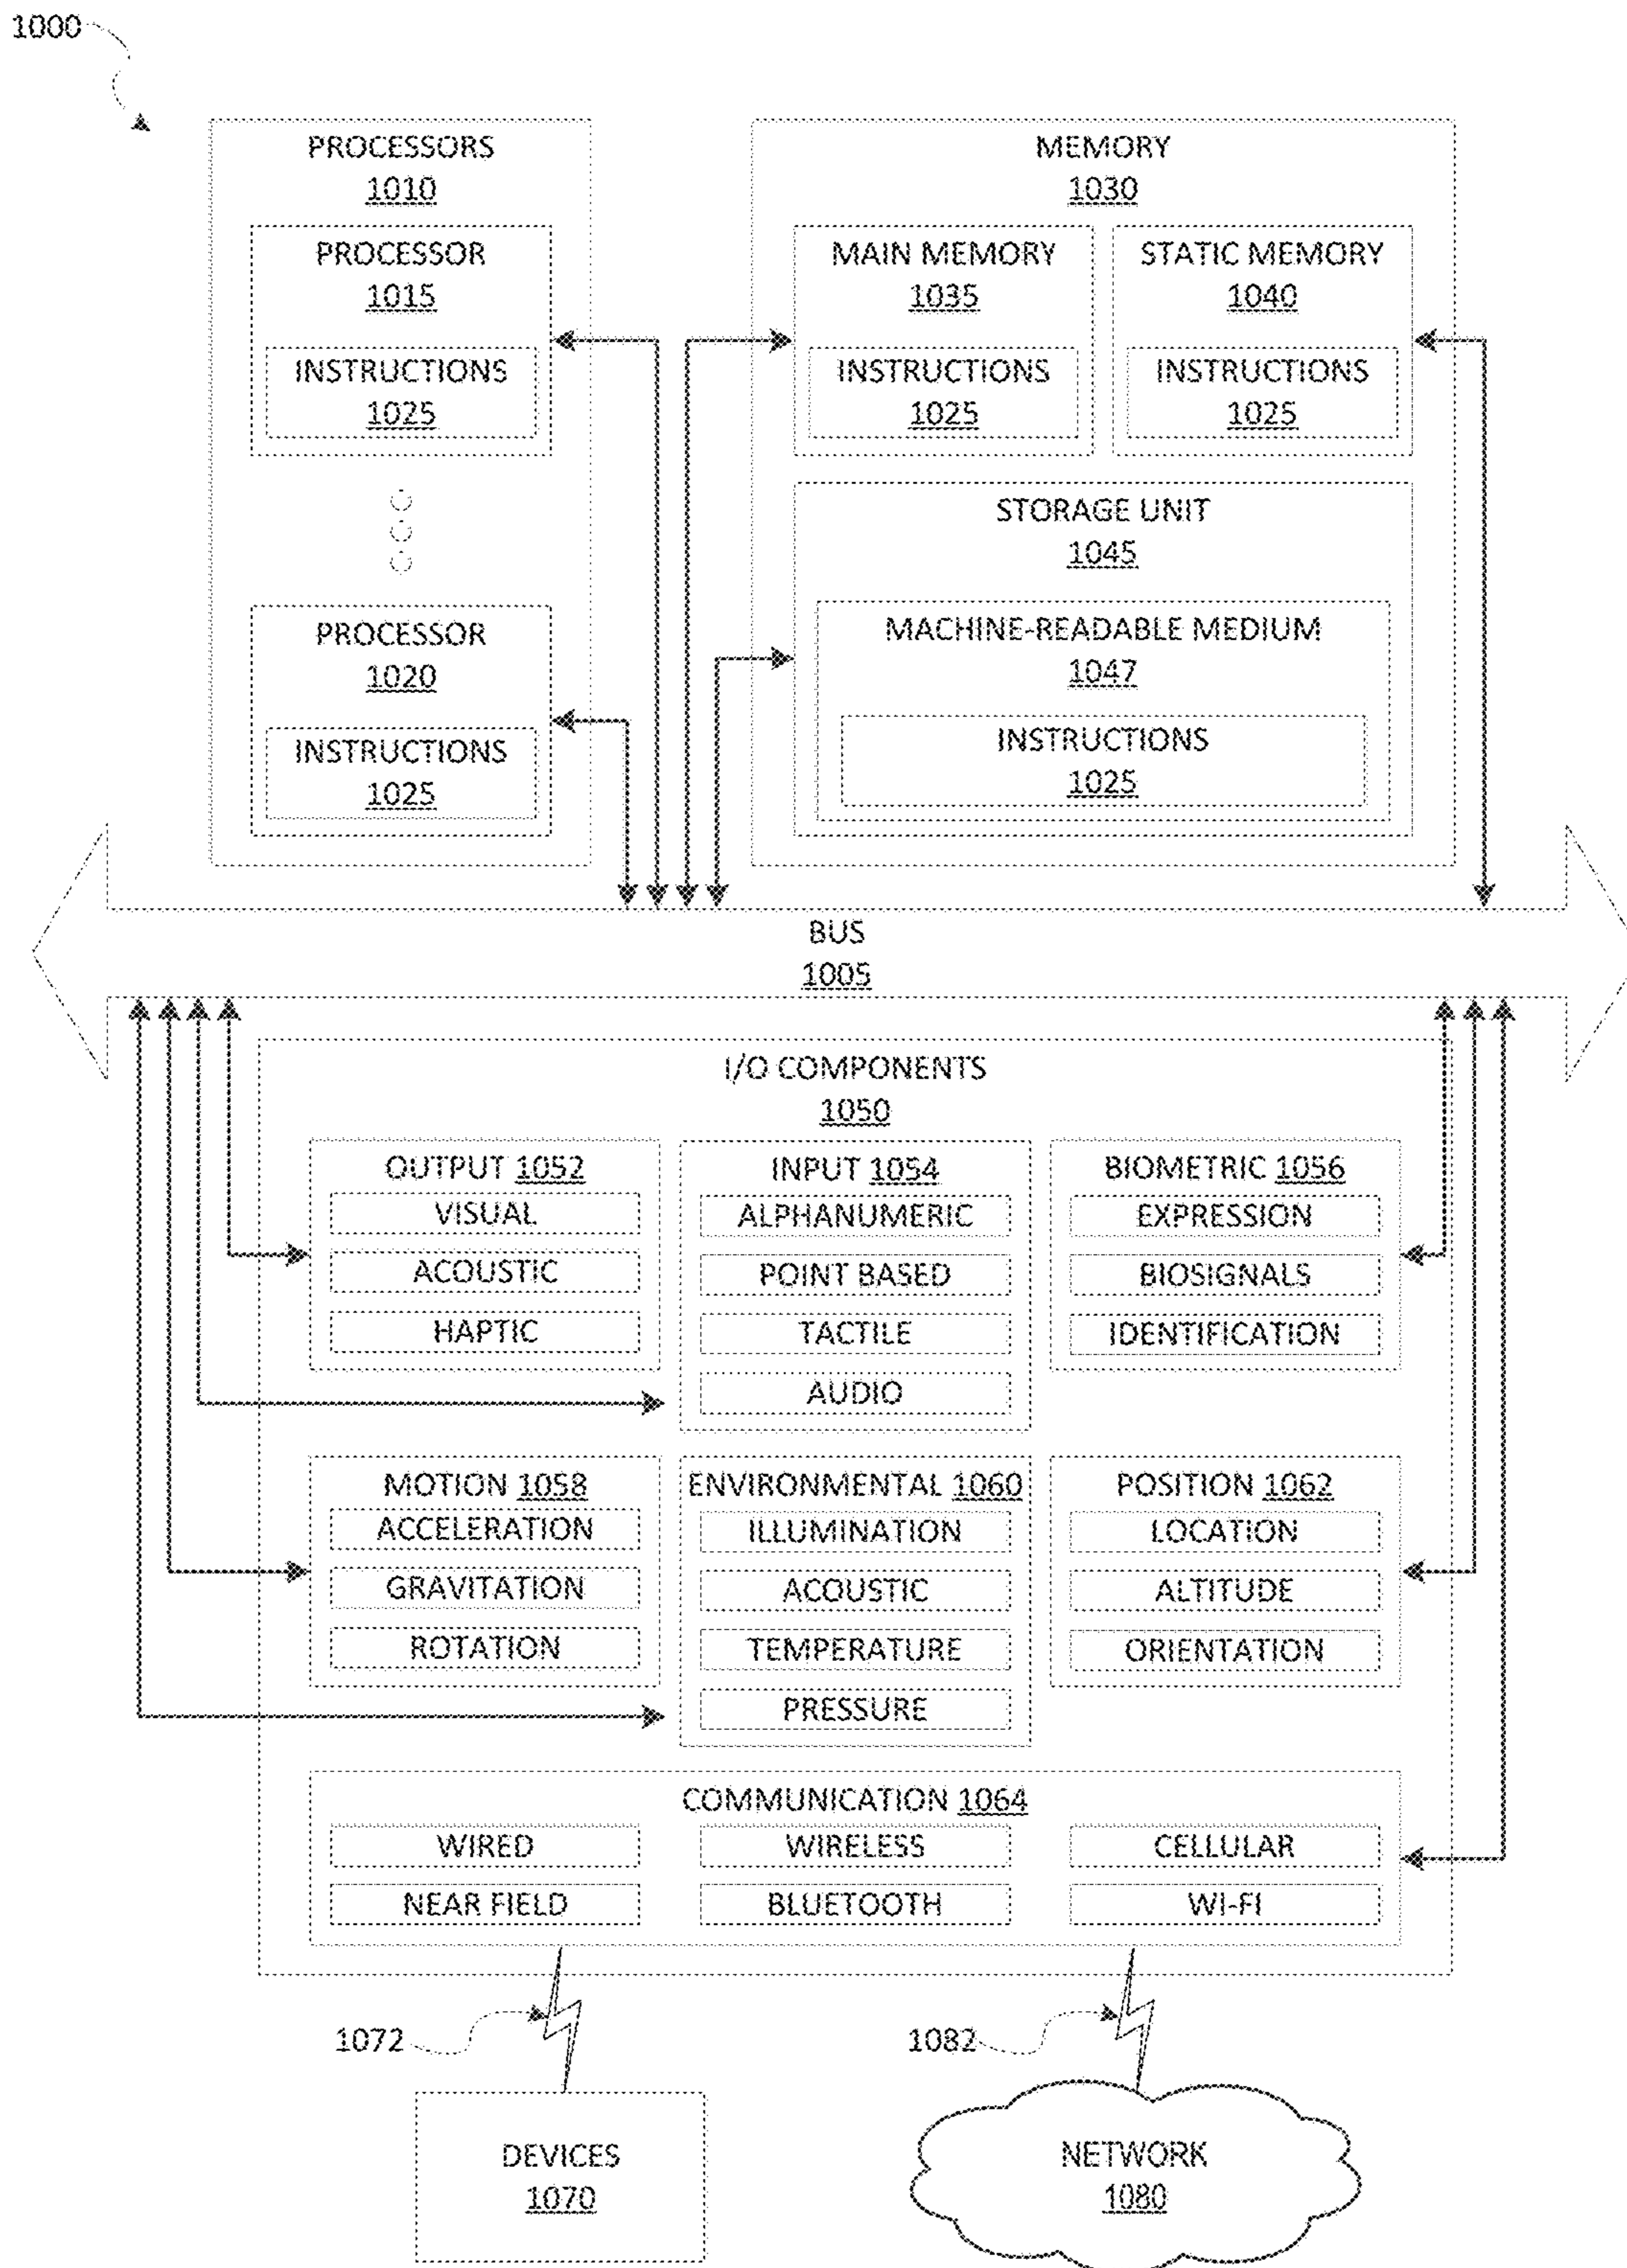 1000
PROCESSORS
1010
PROCESSOR
1015
INSTRUCTIONS
1025
PROCESSOR
1020
INSTRUCTIONS
1025
MEMORY
1030
MAIN MEMORY
1035
INSTRUCTIONS
1025
STATIC MEMORY
1040
INSTRUCTIONS
1025
STORAGE UNIT
1045
MACHINE-READABLE MEDIUM
1047
INSTRUCTIONS
1025
BUS
1005
I/O COMPONENTS
1050
OUTPUT 1052
VISUAL
ACOUSTIC
HAPTIC
INPUT 1054
ALPHANUMERIC
POINT BASED
TACTILE
AUDIO
BIOMETRIC 1056
EXPRESSION
BIOSIGNALS
IDENTIFICATION
MOTION 1058
ACCELERATION
GRAVITATION
ROTATION
ENVIRONMENTAL 1060
ILLUMINATION
ACOUSTIC
TEMPERATURE
PRESSURE
POSITION 1062
LOCATION
ALTITUDE
ORIENTATION
COMMUNICATION 1064
WIRED
WIRELESS
CELLULAR
NEAR FIELD
BLUETOOTH
WI-FI
1072
1082
DEVICES
1070
NETWORK
1080